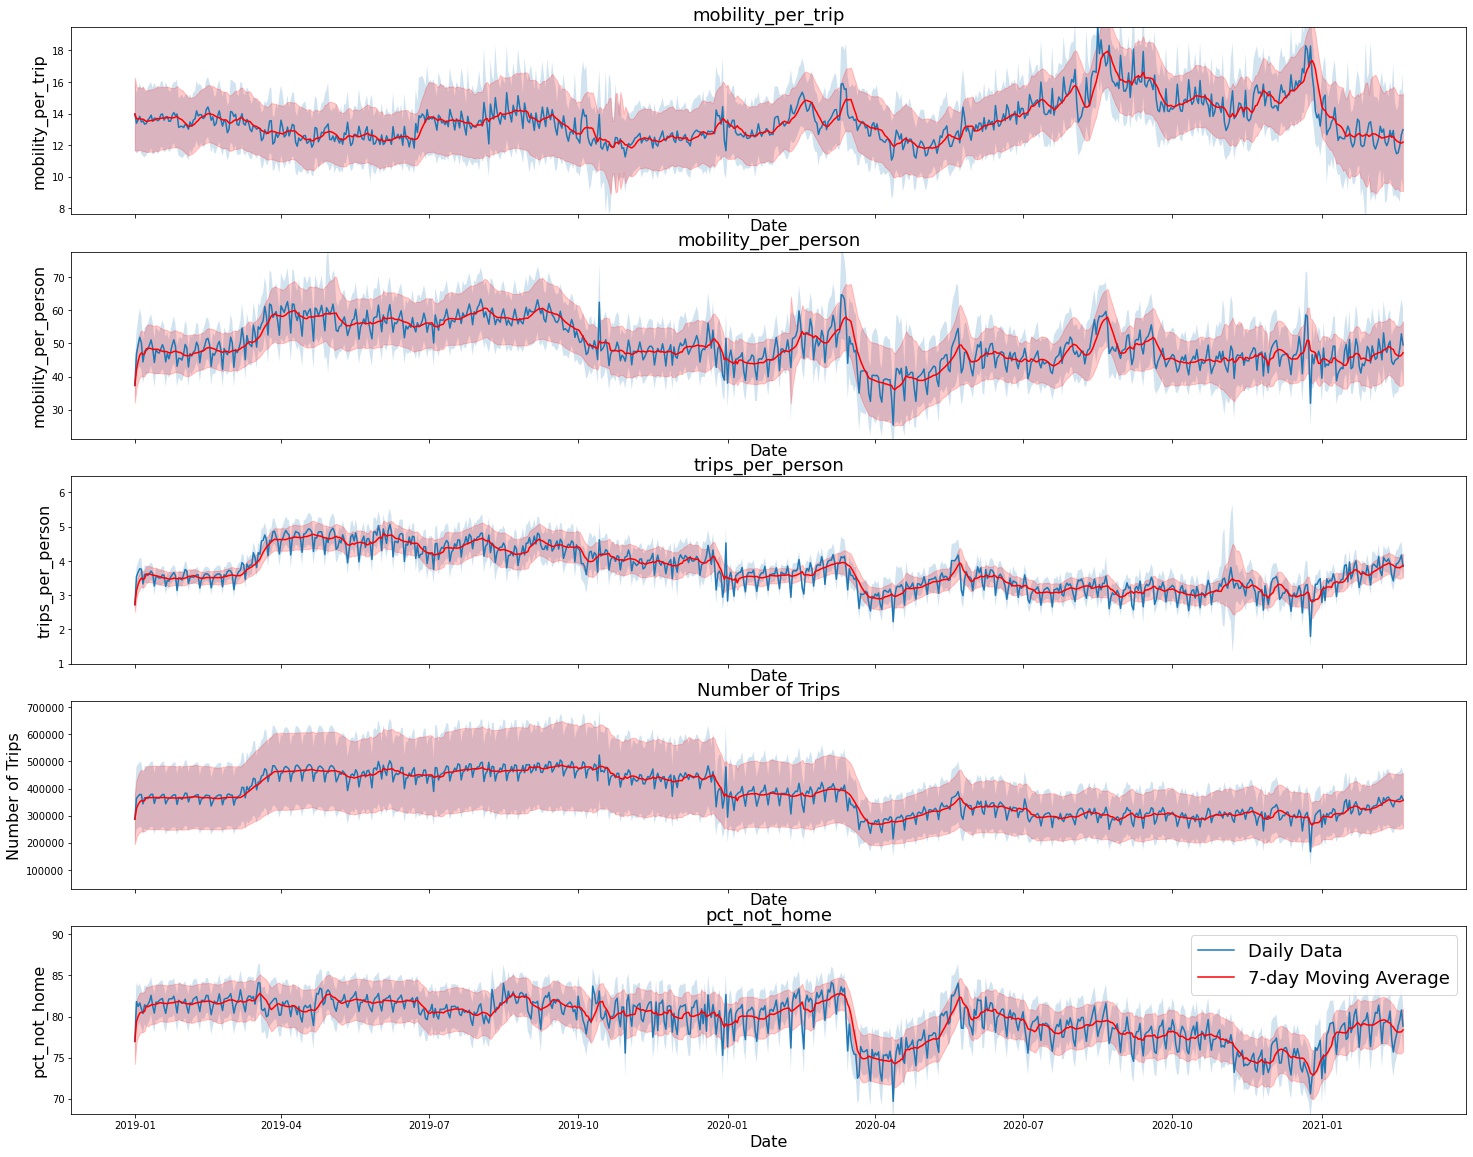 mobility_per_trip
mobility_per_trip
18
16
14
12
10
8
Date
mobility_per_person
mobility_per_person
70
60
50
40
30
Date
trips_per_person
trips_per_person
6
5
4
3
2
1
Date
Number of Trips
Number of Trips
700000
600000
500000
400000
300000
200000
100000
Date
pct_not_home
pct_not_home
90
85
80
75
70
Daily Data
7-day Moving Average
2019-01 2019-04 2019-07 2019-10 2020-01 2020-04 2020-07 2020-10 2021-01
Date